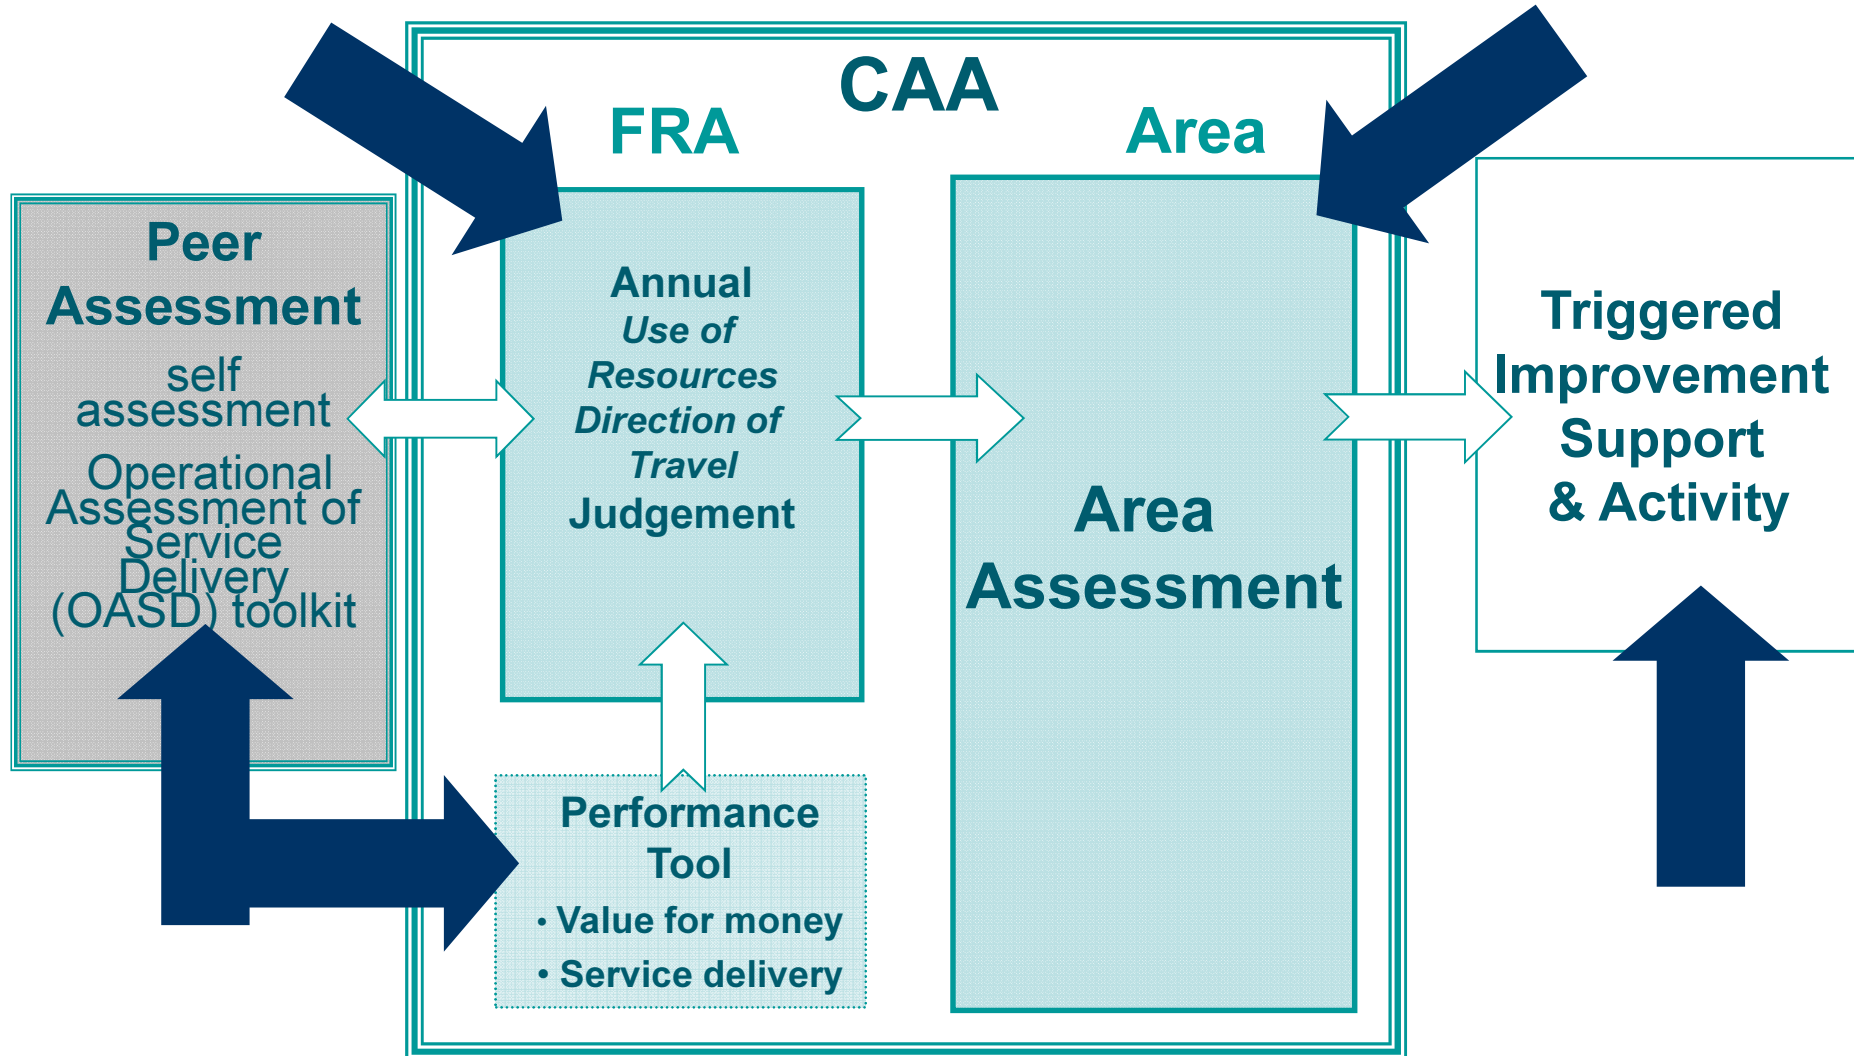 CAA
FRA
Area
Peer
Assessment
self
assessment
Operational
Assessment of
Service
Delivery
(OASD) toolkit
Annual
Use of
Resources
Direction of
Travel
Judgement
Performance
Tool
• Value for money
• Service delivery
Area
Assessment
Triggered
Improvement
Support
& Activity